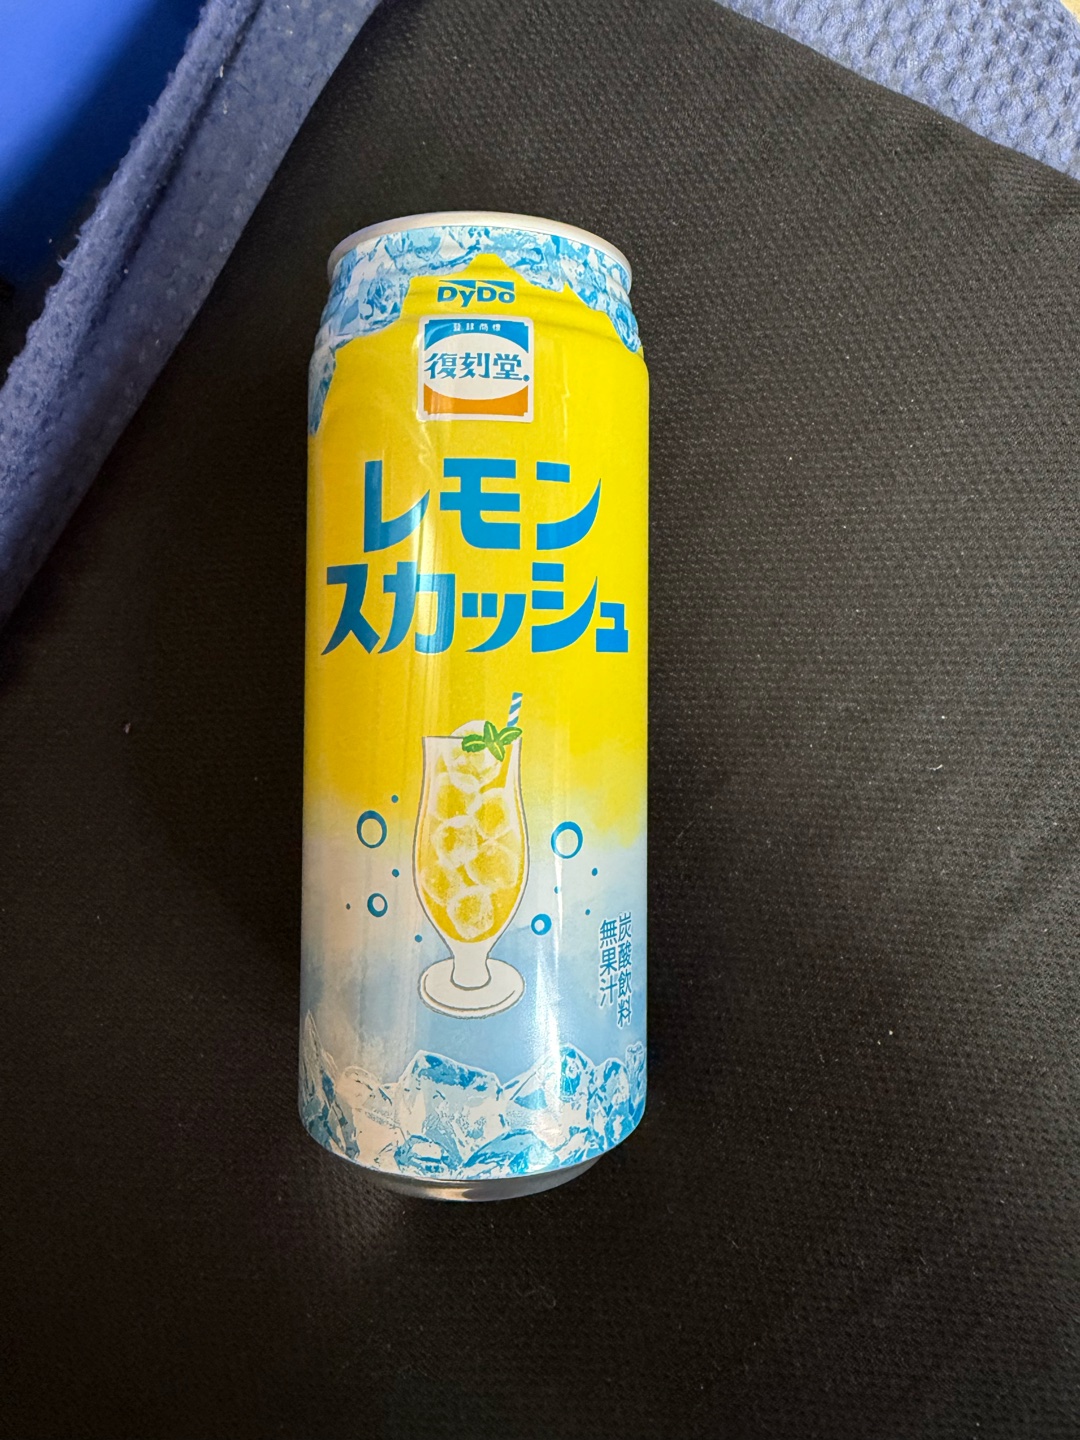 DyDo
登録商標
復刻堂®
レモン
スカッシュ
炭酸飲料
無果汁